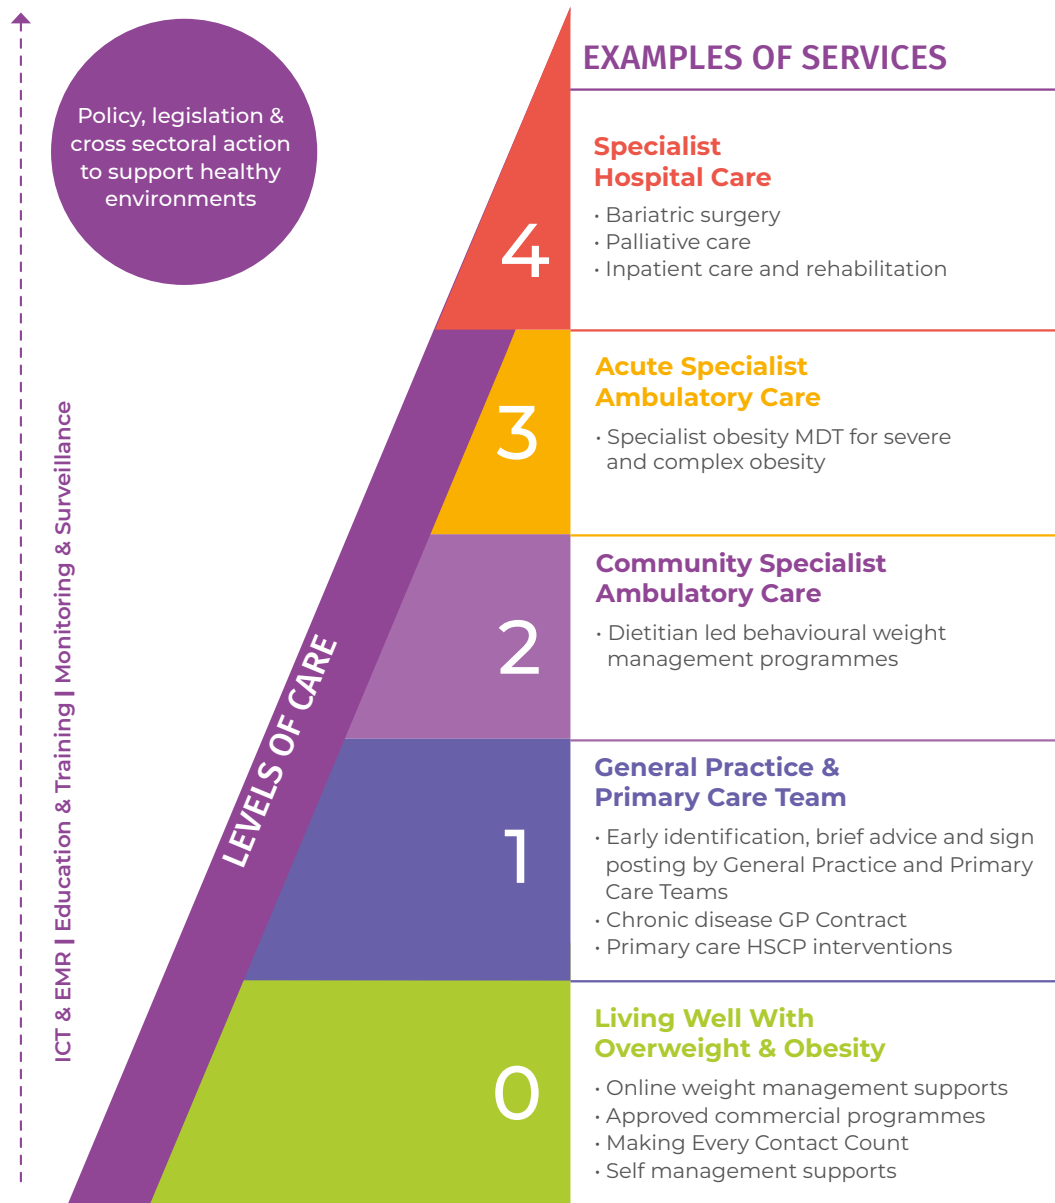 Policy, legislation &
cross sectoral action
to support healthy
environments
ICT & EMR | Education & Training | Monitoring & Surveillance
LEVELS OF CARE
EXAMPLES OF SERVICES
4
Specialist
Hospital Care
· Bariatric surgery
· Palliative care
· Inpatient care and rehabilitation
3
Acute Specialist
Ambulatory Care
· Specialist obesity MDT for severe
and complex obesity
2
Community Specialist
Ambulatory Care
· Dietitian led behavioural weight
management programmes
1
General Practice &
Primary Care Team
· Early identification, brief advice and sign
posting by General Practice and Primary
Care Teams
· Chronic disease GP Contract
· Primary care HSCP interventions
0
Living Well With
Overweight & Obesity
· Online weight management supports
· Approved commercial programmes
· Making Every Contact Count
· Self management supports